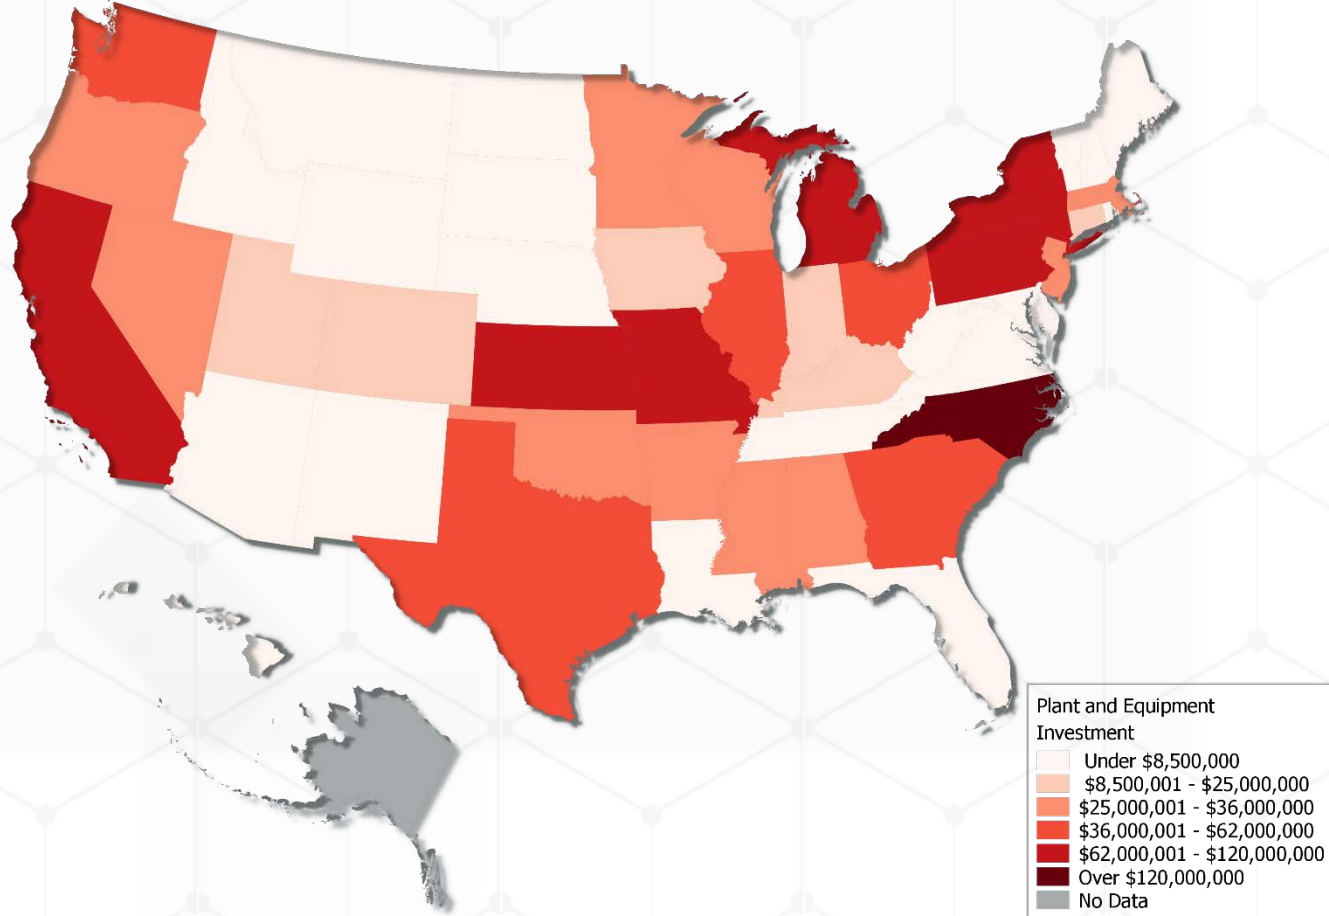 Plant and Equipment
Investment
Under $8,500,000
$8,500,001 - $25,000,000
$25,000,001 - $36,000,000
$36,000,001 - $62,000,000
$62,000,001 - $120,000,000
Over $120,000,000
No Data